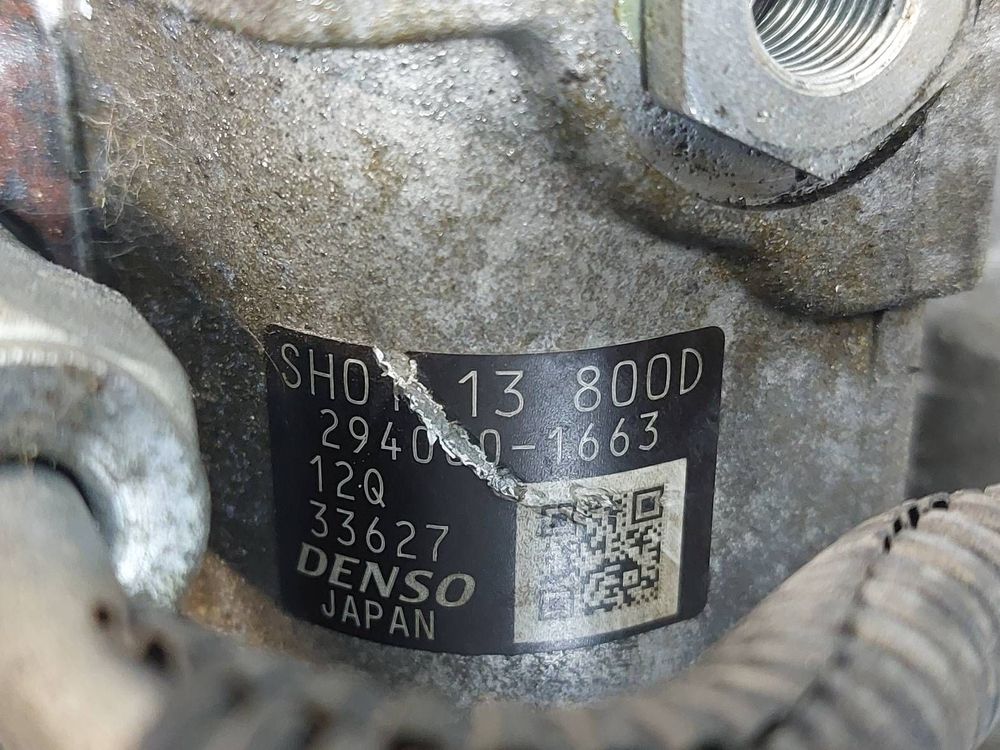 SH01 13 800D
294000-1663
12Q
33627
DENSO
JAPAN